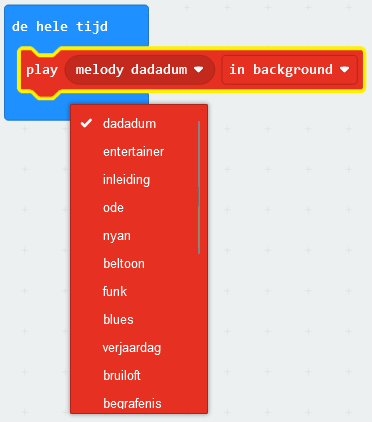 de hele tijd
play melody dadadum in background
dadadum
entertainer
inleiding
ode
nyan
beltoon
funk
blues
verjaardag
bruiloft
begrafenis